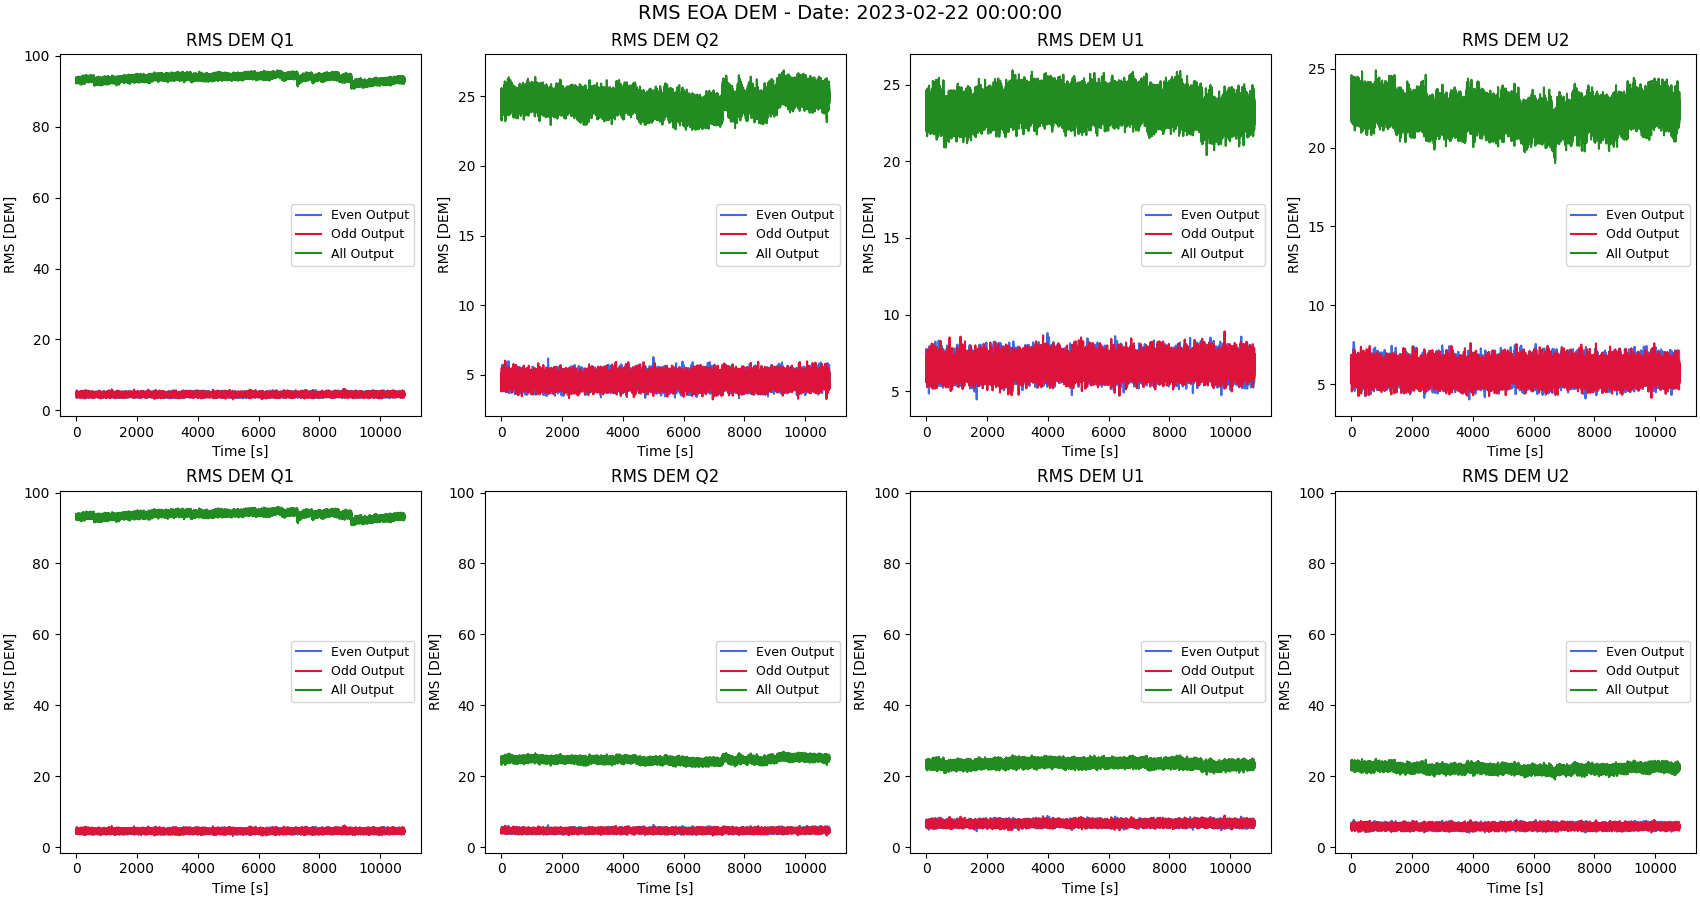 RMS EOA DEM - Date: 2023-02-22 00:00:00
RMS DEM Q1
RMS [DEM]
100
80
60
40
20
0
Even Output
Odd Output
All Output
0 2000 4000 6000 8000 10000
Time [s]
RMS DEM Q2
RMS [DEM]
25
20
15
10
5
Even Output
Odd Output
All Output
0 2000 4000 6000 8000 10000
Time [s]
RMS DEM U1
RMS [DEM]
25
20
15
10
5
Even Output
Odd Output
All Output
0 2000 4000 6000 8000 10000
Time [s]
RMS DEM U2
RMS [DEM]
25
20
15
10
5
Even Output
Odd Output
All Output
0 2000 4000 6000 8000 10000
Time [s]
RMS DEM Q1
RMS [DEM]
100
80
60
40
20
0
Even Output
Odd Output
All Output
0 2000 4000 6000 8000 10000
Time [s]
RMS DEM Q2
RMS [DEM]
100
80
60
40
20
0
Even Output
Odd Output
All Output
0 2000 4000 6000 8000 10000
Time [s]
RMS DEM U1
RMS [DEM]
100
80
60
40
20
0
Even Output
Odd Output
All Output
0 2000 4000 6000 8000 10000
Time [s]
RMS DEM U2
RMS [DEM]
100
80
60
40
20
0
Even Output
Odd Output
All Output
0 2000 4000 6000 8000 10000
Time [s]